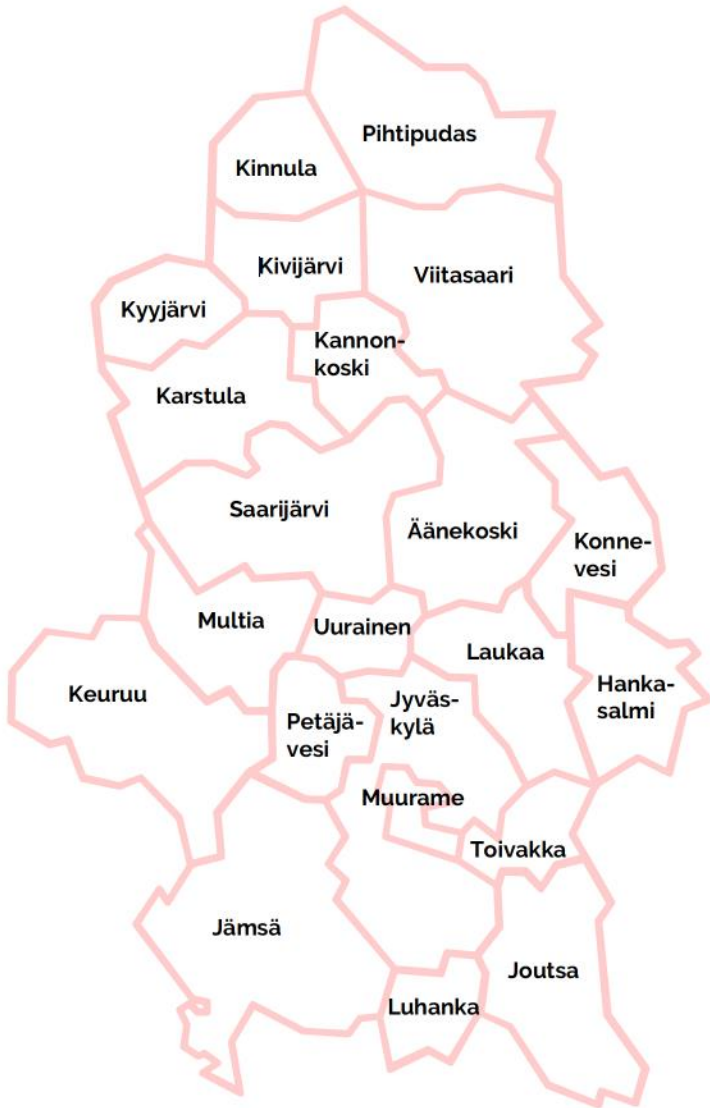 Pihtipudas
Kinnula
Kivijärvi
Viitasaari
Kyyjärvi
Kannon-
koski
Karstula
Saarijärvi
Äänekoski
Konne-
vesi
Multia
Uurainen
Laukaa
Keuruu
Hanka-
salmi
Petäjä-
vesi
Jyväs-
kylä
Muurame
Toivakka
Jämsä
Joutsa
Luhanka